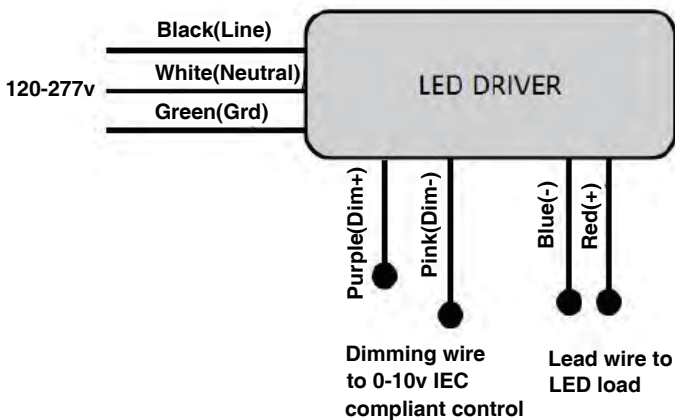 Black(Line)
120-277v
White(Neutral)
Green(Grd)
LED DRIVER
Purple(Dim+)
Pink(Dim-)
Blue(-)
Red(+)
Dimming wire
to 0-10v IEC
compliant control
Lead wire to
LED load